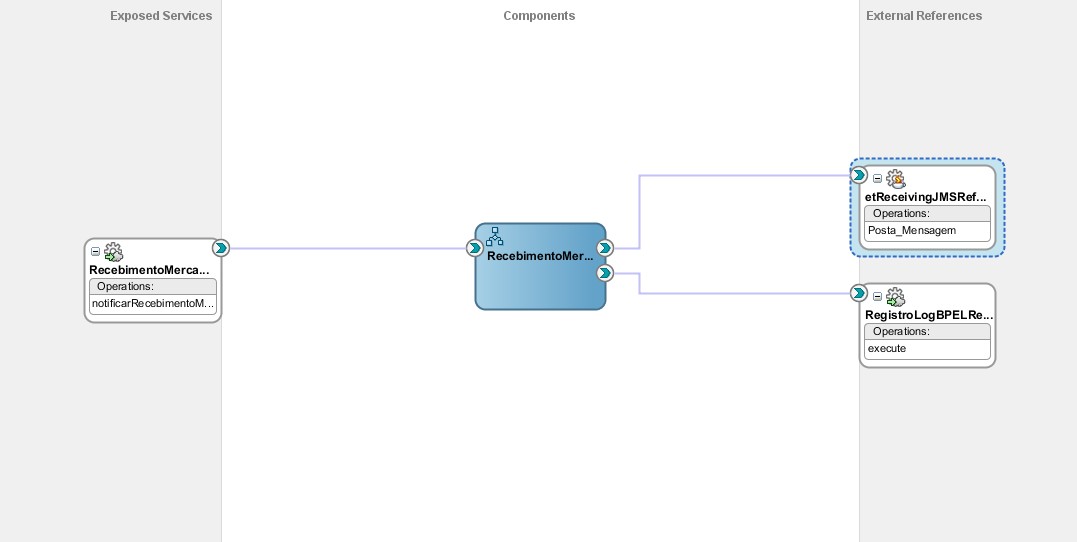 Exposed Services
Components
External References
RecebimentoMerca...
Operations:
notificarRecebimentoM...
RecebimentoMer...
etReceivingJMSRef...
Operations:
Posta_Mensagem
RegistroLogBPELRe...
Operations:
execute